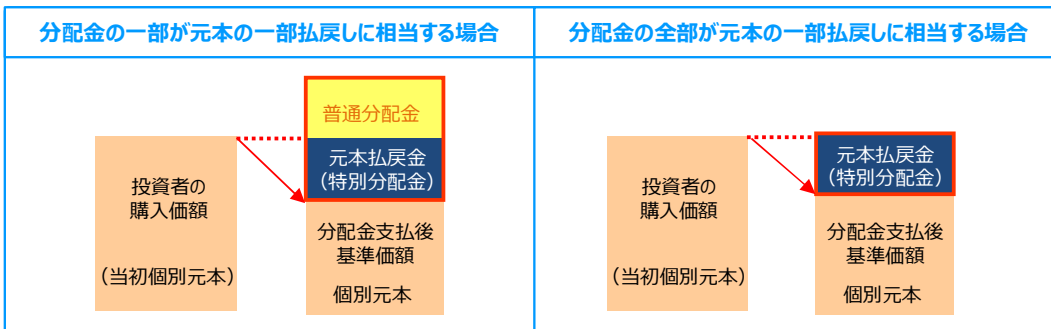 分配金の一部が元本の一部払戻しに相当する場合
分配金の全部が元本の一部払戻しに相当する場合
普通分配金
元本払戻金
（特別分配金）
投資者の
購入価額
（当初個別元本）
分配金支払後
基準価額
個別元本
元本払戻金
（特別分配金）
投資者の
購入価額
（当初個別元本）
分配金支払後
基準価額
個別元本